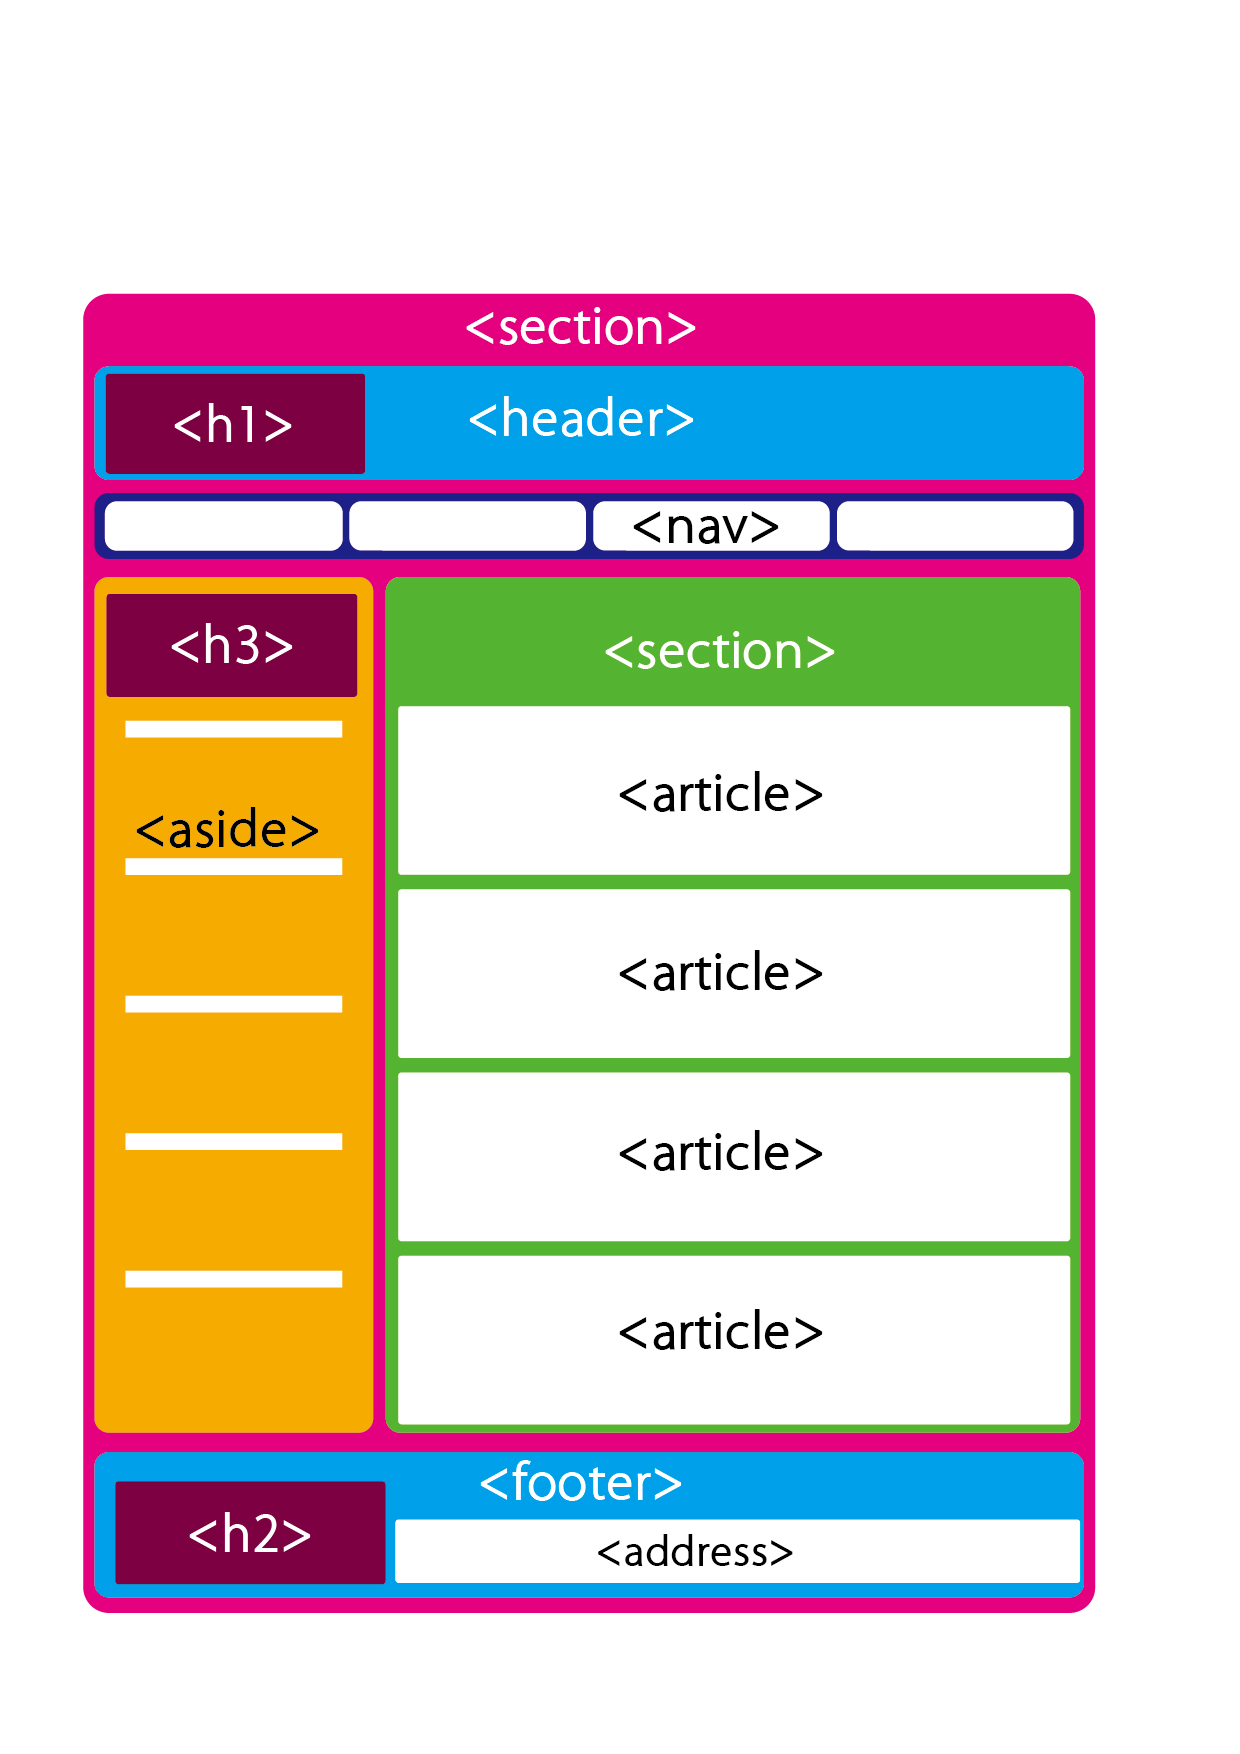 <section>
<h1>
<header>
<nav>
<h3>
<aside>
<section>
<article>
<article>
<article>
<article>
<footer>
<h2>
<address>